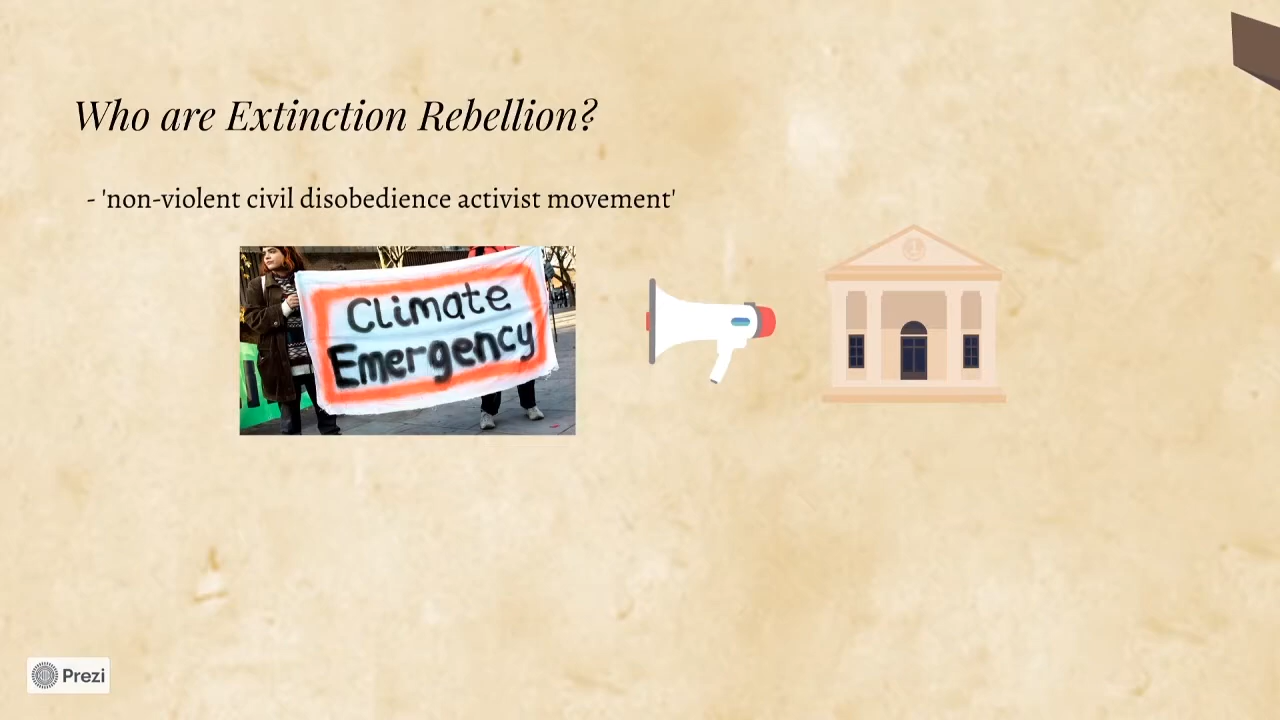 Who are Extinction Rebellion?
- 'non-violent civil disobedience activist movement'
Climate
Emergency
Prezi